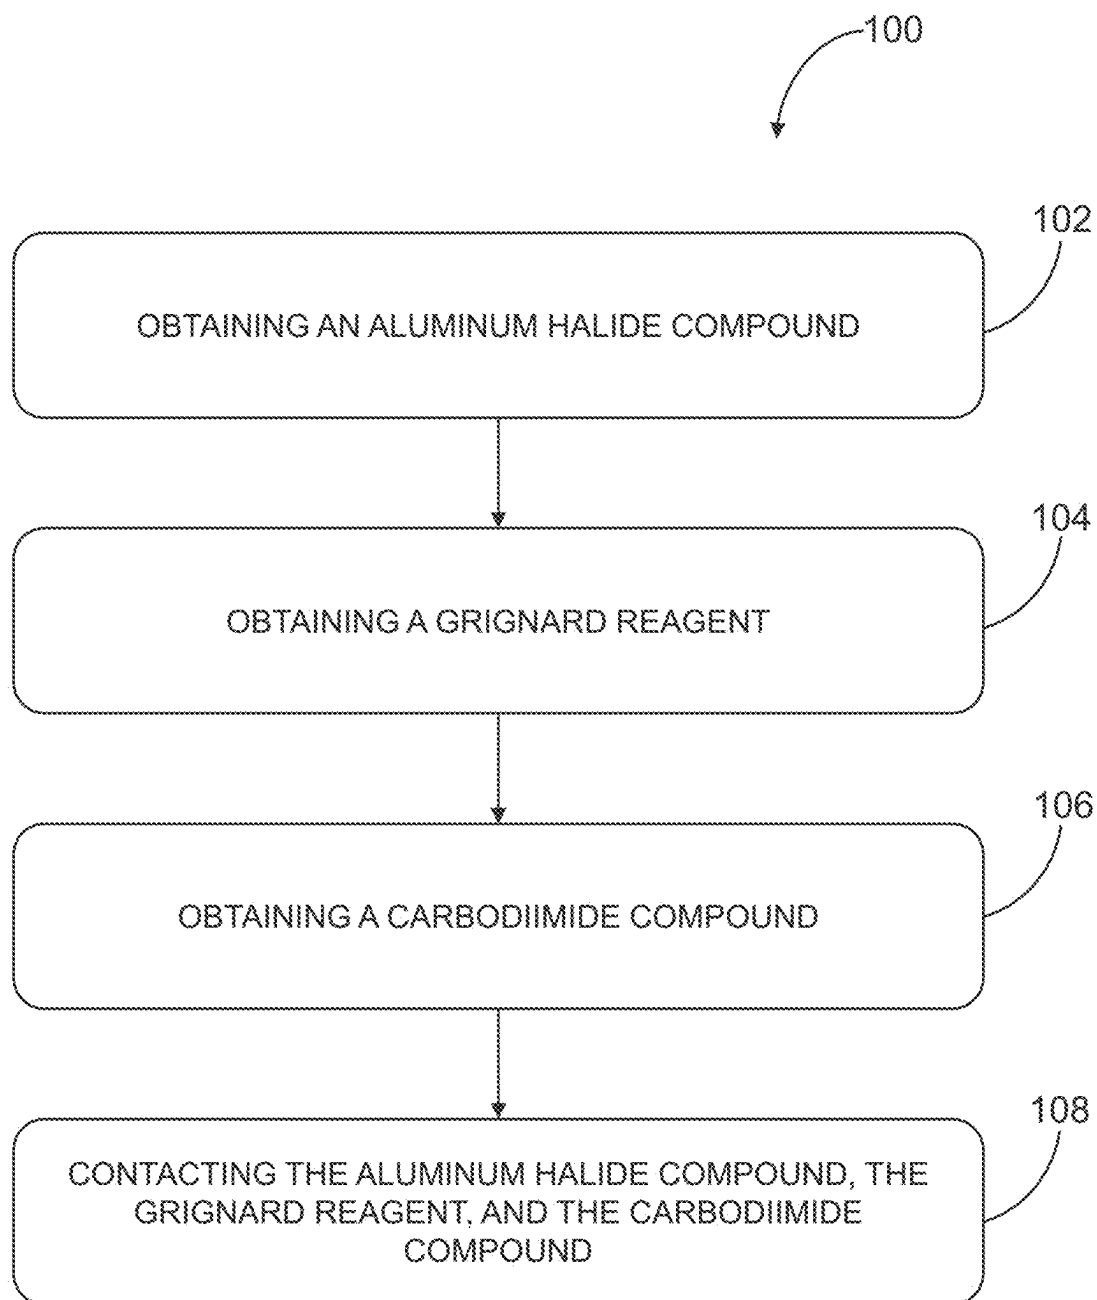 100
102
OBTAINING AN ALUMINUM HALIDE COMPOUND
104
OBTAINING A GRIGNARD REAGENT
106
OBTAINING A CARBODIIMIDE COMPOUND
108
CONTACTING THE ALUMINUM HALIDE COMPOUND, THE
GRIGNARD REAGENT, AND THE CARBODIIMIDE
COMPOUND